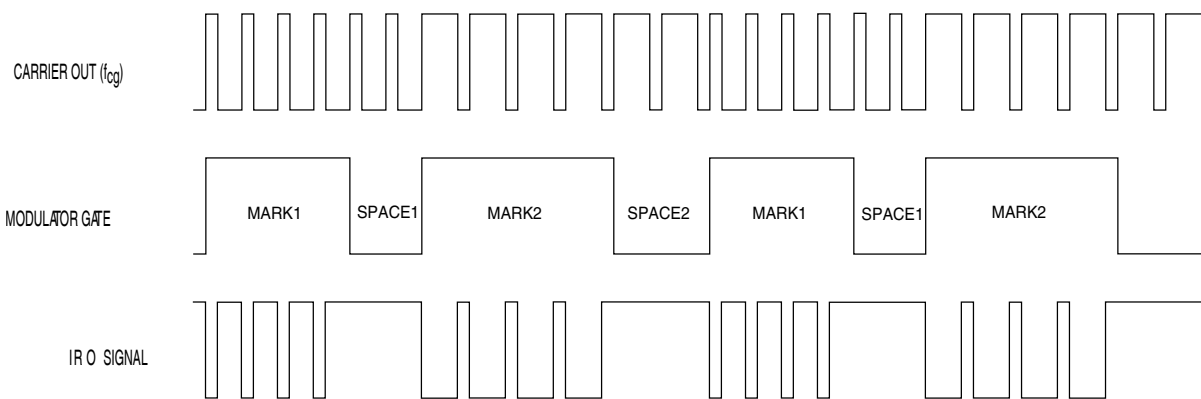 CARRIER OUT (fcg)
MODULATOR GATE
MARK1 SPACE1 MARK2 SPACE2 MARK1 SPACE1 MARK2
IR O SIGNAL